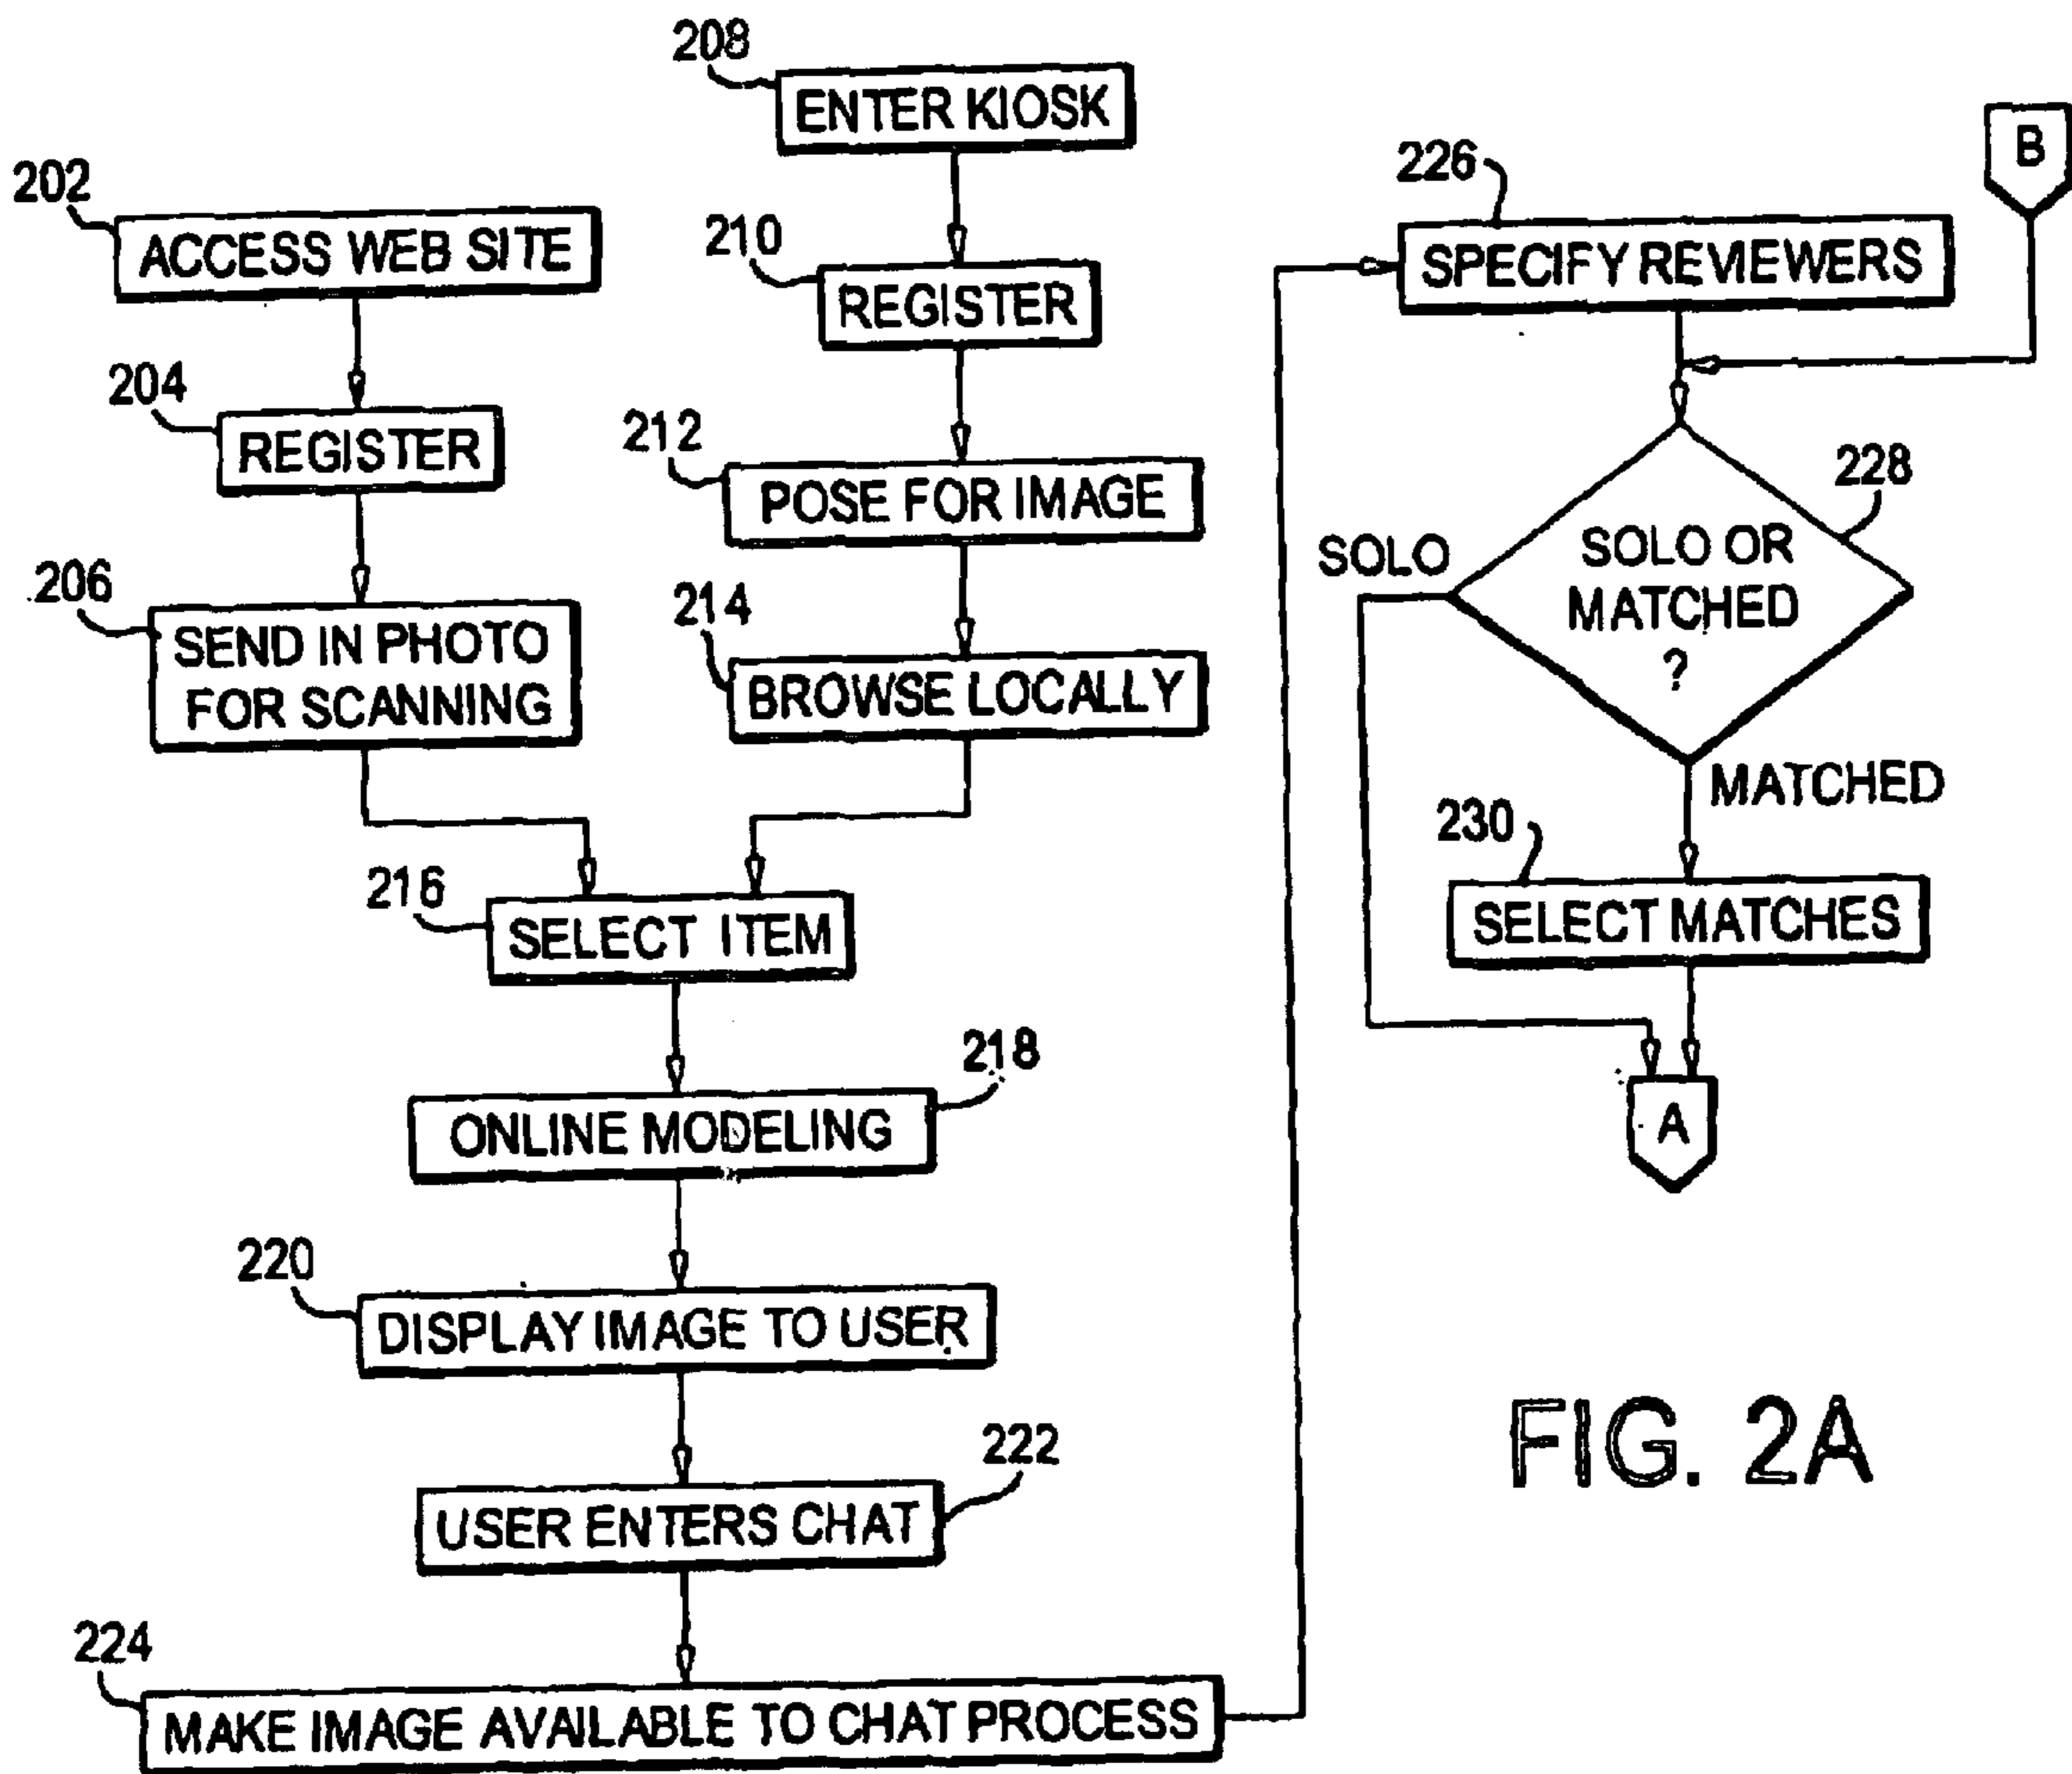 208
ENTER KIOSK
202
ACCESS WEB SITE
210
REGISTER
204
REGISTER
212
POSE FOR IMAGE
206
SEND IN PHOTO
FOR SCANNING
214
BROWSE LOCALLY
216
SELECT ITEM
218
ONLINE MODELING
220
DISPLAY IMAGE TO USER
222
USER ENTERS CHAT
224
MAKE IMAGE AVAILABLE TO CHAT PROCESS
B
226
SPECIFY REVIEWERS
228
SOLO
SOLO OR
MATCHED
?
MATCHED
230
SELECT MATCHES
A
FIG. 2A